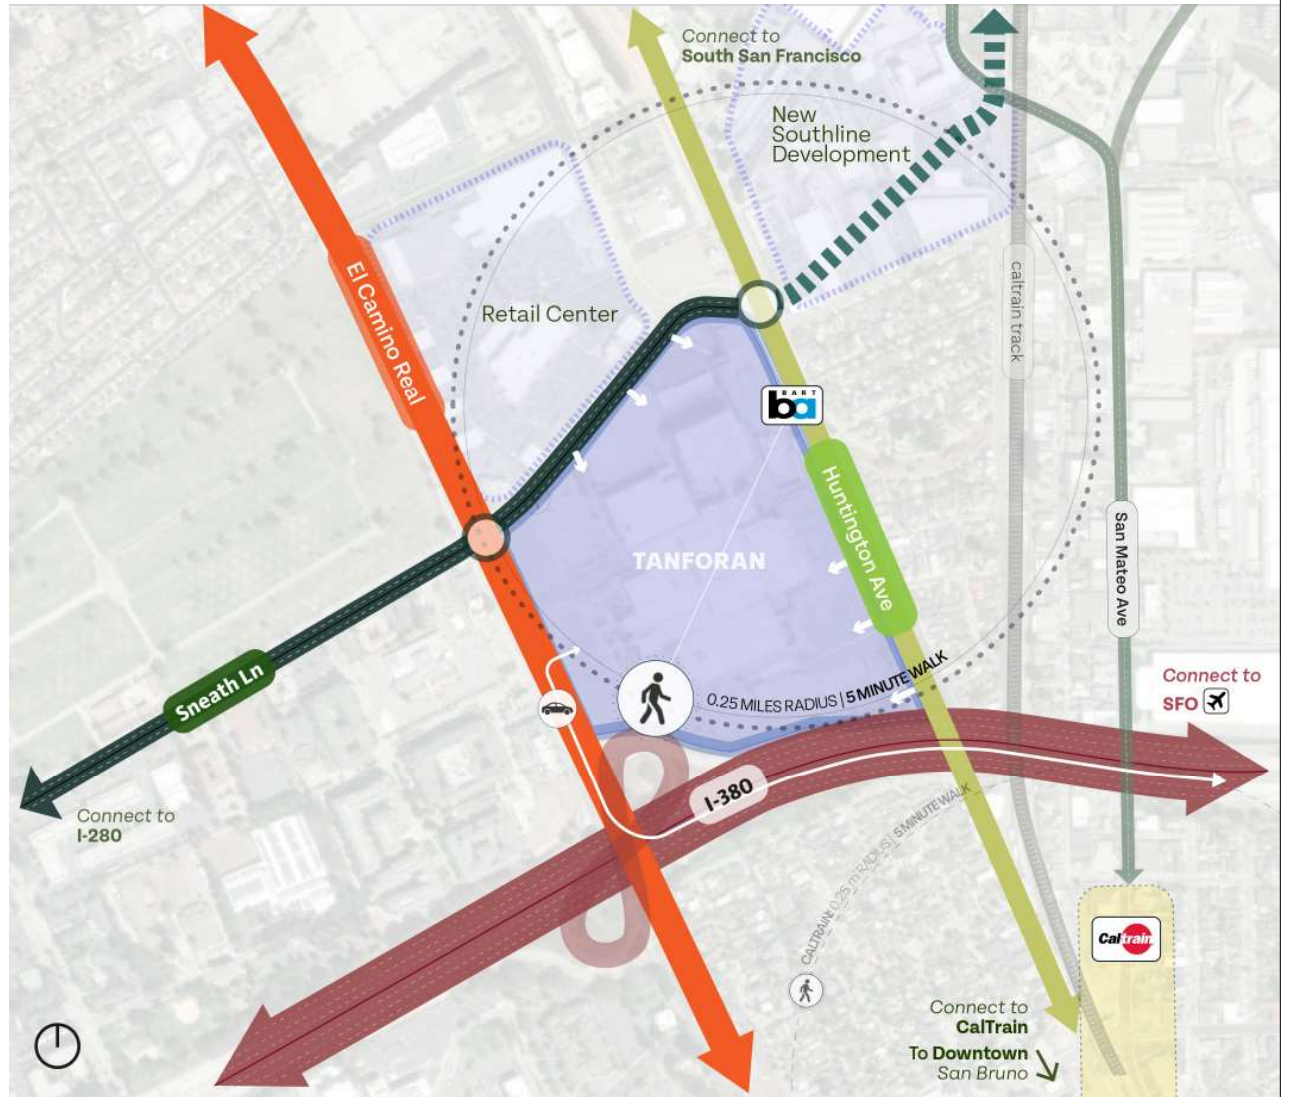 Connect to
South San Francisco
New
Southline
Development
El Camino Real
Retail Center
caltrain track
BART
ba
Huntington Ave
San Mateo Ave
TANFORAN
Sneath Ln
0.25 MILES RADIUS | 5 MINUTE WALK
Connect to
SFO
I-380
Connect to
I-280
CALTRAIN: 0.25 mi RADIUS | 5 MINUTE WALK
Caltrain
Connect to
CalTrain
To Downtown
San Bruno